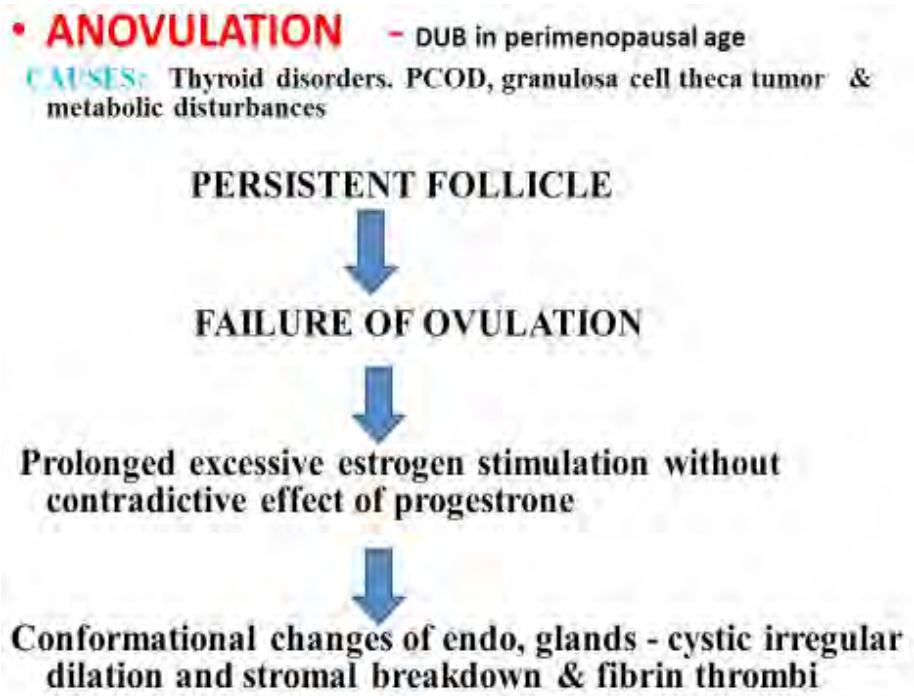 • ANOVULATION - DUB in perimenopausal age
CAUSES: Thyroid disorders. PCOD, granulosa cell theca tumor &
metabolic disturbances
PERSISTENT FOLLICLE
FAILURE OF OVULATION
Prolonged excessive estrogen stimulation without
contradictive effect of progestrone
Conformational changes of endo, glands - cystic irregular
dilation and stromal breakdown & fibrin thrombi